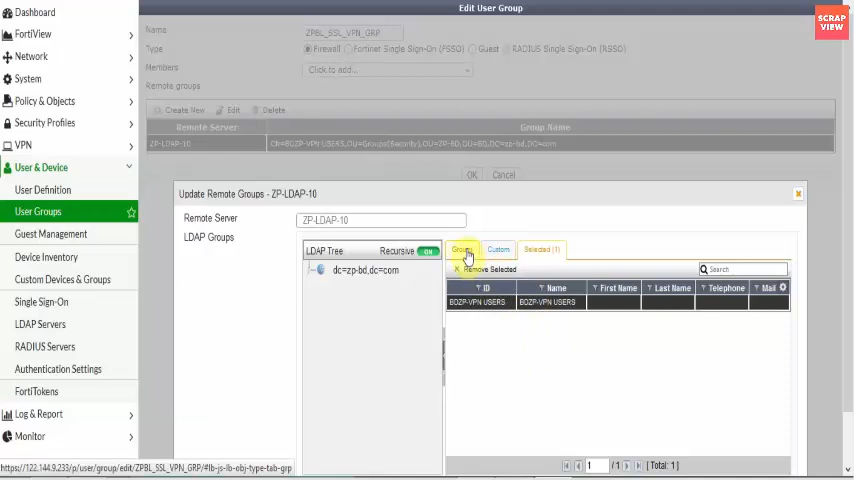 Dashboard
FortiView
Network
System
Policy & Objects
Security Profiles
VPN
User & Device
User Definition
User Groups
Guest Management
Device Inventory
Custom Devices & Groups
Single Sign-On
LDAP Servers
RADIUS Servers
Authentication Settings
FortiTokens
Log & Report
Monitor
https://122.144.9.233/p/user/group/edit/ZPBL_SSL_VPN_GRP/#lb-js-lb-obj-type-tab-grp
Edit User Group
SCRAP VIEW
Name ZPBL_SSL_VPN_GRP
Type Firewall Fortinet Single Sign-On (FSSO) Guest RADIUS Single Sign-On (RSSO)
Members Click to add...
Remote groups
Create New Edit Delete
Remote Server Group Name
ZP-LDAP-10 CN=BDZP-VPN USERS,OU=Groups(Security),OU=ZP-BD,OU=BD,DC=zp-bd,DC=com
OK Cancel
Update Remote Groups - ZP-LDAP-10
Remote Server ZP-LDAP-10
LDAP Groups
LDAP Tree Recursive ON
dc=zp-bd,dc=com
Groups Custom Selected (1)
Remove Selected Search
ID Name First Name Last Name Telephone Mail
BDZP-VPN USERS BDZP-VPN USERS
1 / 1 [ Total: 1 ]